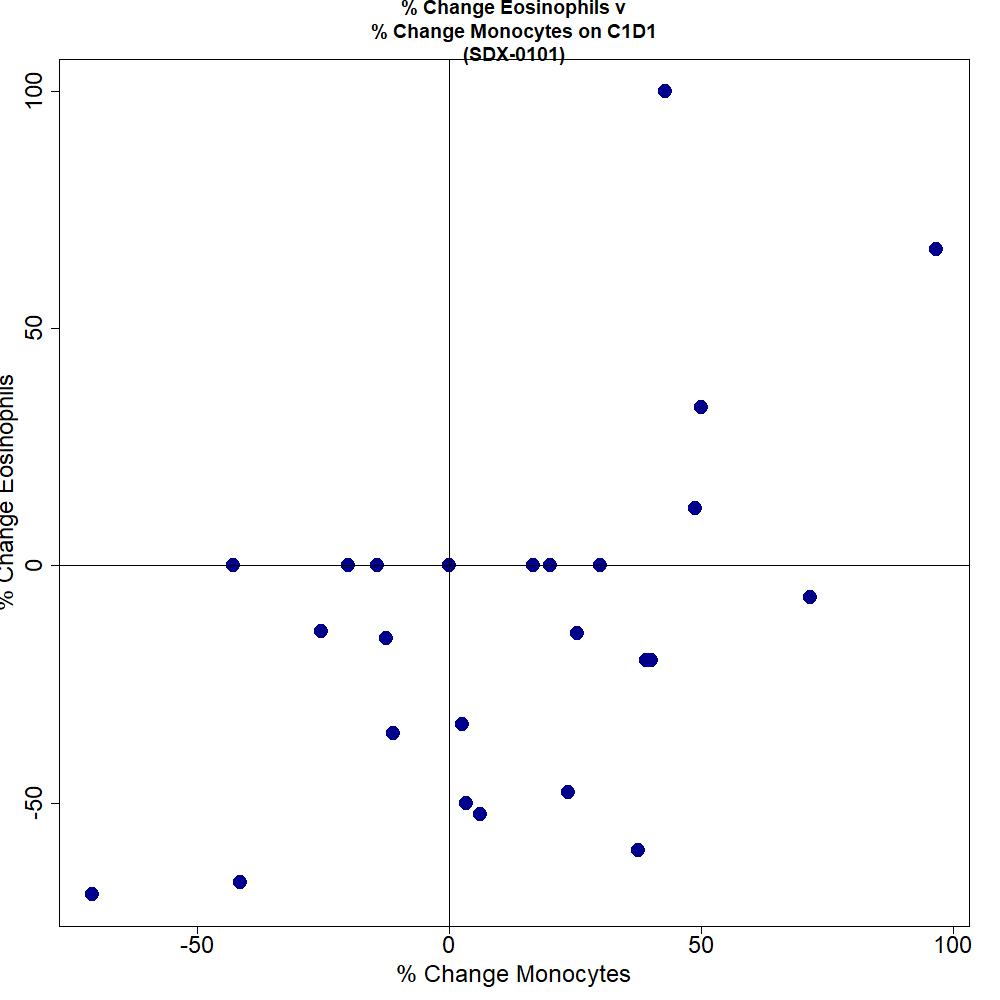 % Change Eosinophils v
% Change Monocytes on C1D1
(SDX-0101)
% Change Eosinophils
100
50
0
-50
-50
0
50
100
% Change Monocytes